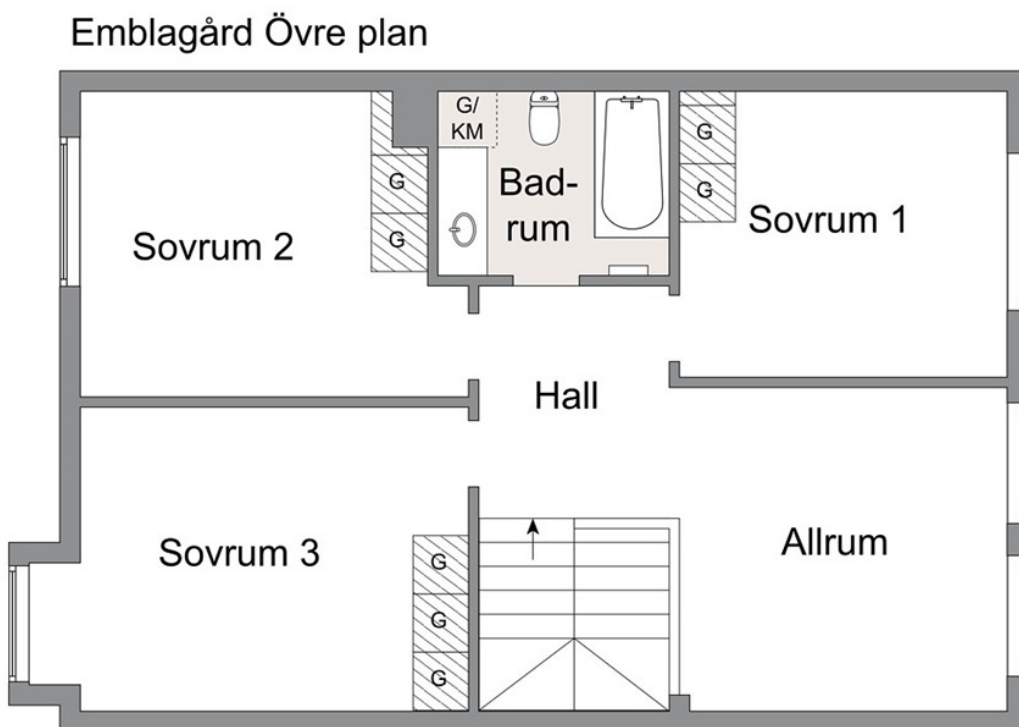 Emblagård Övre plan
G/
KM
Bad-
rum
G
G
Sovrum 2
G
G
Sovrum 1
Hall
Sovrum 3
G
G
G
Allrum